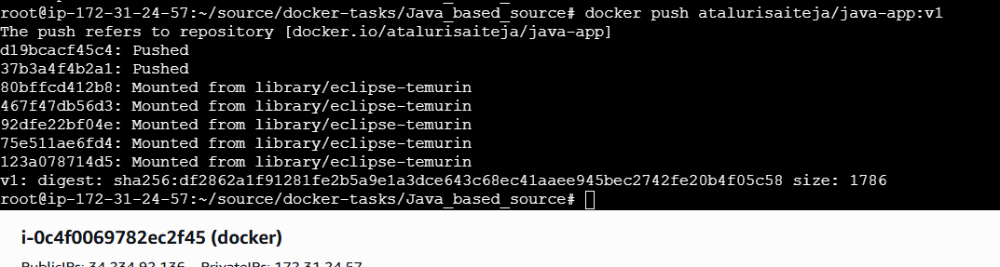 root@ip-172-31-24-57:~/source/docker-tasks/Java_based_source# docker push atalurisaiteja/java-app:v1
The push refers to repository [docker.io/atalurisaiteja/java-app]
d19bcacf45c4: Pushed
37b3a4f4b2a1: Pushed
80bffcd412b8: Mounted from library/eclipse-temurin
467f47db56d3: Mounted from library/eclipse-temurin
92dfe22bf04e: Mounted from library/eclipse-temurin
75e511ae6fd4: Mounted from library/eclipse-temurin
123a078714d5: Mounted from library/eclipse-temurin
v1: digest: sha256:df2862a1f91281fe2b5a9e1a3dce643c68ec41aaee945bec2742fe20b4f05c58 size: 1786
root@ip-172-31-24-57:~/source/docker-tasks/Java_based_source#
i-0c4f0069782ec2f45 (docker)
PublicIPs: 34.234.92.136 PrivateIPs: 172.31.24.57